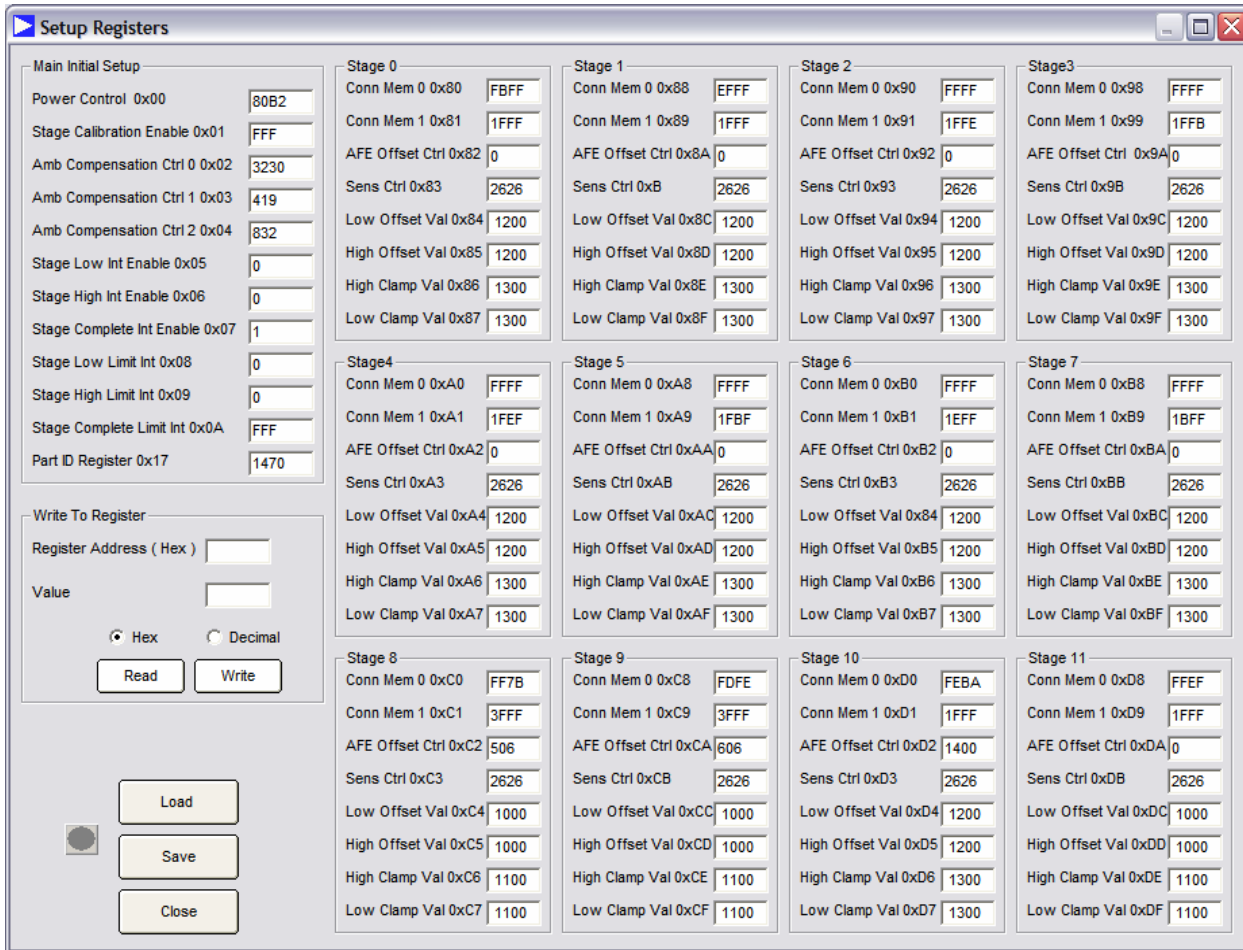 Setup Registers
Main Initial Setup
Power Control 0x00 80B2
Stage Calibration Enable 0x01 FFF
Amb Compensation Ctrl 0 0x02 3230
Amb Compensation Ctrl 1 0x03 419
Amb Compensation Ctrl 2 0x04 832
Stage Low Int Enable 0x05 0
Stage High Int Enable 0x06 0
Stage Complete Int Enable 0x07 1
Stage Low Limit Int 0x08 0
Stage High Limit Int 0x09 0
Stage Complete Limit Int 0x0A FFF
Part ID Register 0x17 1470
Write To Register
Register Address ( Hex )
Value
Hex Decimal
Read Write
Load
Save
Close
Stage 0
Conn Mem 0 0x80 FBFF
Conn Mem 1 0x81 1FFF
AFE Offset Ctrl 0x82 0
Sens Ctrl 0x83 2626
Low Offset Val 0x84 1200
High Offset Val 0x85 1200
High Clamp Val 0x86 1300
Low Clamp Val 0x87 1300
Stage 1
Conn Mem 0 0x88 EFFF
Conn Mem 1 0x89 1FFF
AFE Offset Ctrl 0x8A 0
Sens Ctrl 0xB 2626
Low Offset Val 0x8C 1200
High Offset Val 0x8D 1200
High Clamp Val 0x8E 1300
Low Clamp Val 0x8F 1300
Stage 2
Conn Mem 0 0x90 FFFF
Conn Mem 1 0x91 1FFE
AFE Offset Ctrl 0x92 0
Sens Ctrl 0x93 2626
Low Offset Val 0x94 1200
High Offset Val 0x95 1200
High Clamp Val 0x96 1300
Low Clamp Val 0x97 1300
Stage3
Conn Mem 0 0x98 FFFF
Conn Mem 1 0x99 1FFB
AFE Offset Ctrl 0x9A 0
Sens Ctrl 0x9B 2626
Low Offset Val 0x9C 1200
High Offset Val 0x9D 1200
High Clamp Val 0x9E 1300
Low Clamp Val 0x9F 1300
Stage4
Conn Mem 0 0xA0 FFFF
Conn Mem 1 0xA1 1FEF
AFE Offset Ctrl 0xA2 0
Sens Ctrl 0xA3 2626
Low Offset Val 0xA4 1200
High Offset Val 0xA5 1200
High Clamp Val 0xA6 1300
Low Clamp Val 0xA7 1300
Stage 5
Conn Mem 0 0xA8 FFFF
Conn Mem 1 0xA9 1FBF
AFE Offset Ctrl 0xAA 0
Sens Ctrl 0xAB 2626
Low Offset Val 0xAC 1200
High Offset Val 0xAD 1200
High Clamp Val 0xAE 1300
Low Clamp Val 0xAF 1300
Stage 6
Conn Mem 0 0xB0 FFFF
Conn Mem 1 0xB1 1EFF
AFE Offset Ctrl 0xB2 0
Sens Ctrl 0xB3 2626
Low Offset Val 0x84 1200
High Offset Val 0xB5 1200
High Clamp Val 0xB6 1300
Low Clamp Val 0xB7 1300
Stage 7
Conn Mem 0 0xB8 FFFF
Conn Mem 1 0xB9 1BFF
AFE Offset Ctrl 0xBA 0
Sens Ctrl 0xBB 2626
Low Offset Val 0xBC 1200
High Offset Val 0xBD 1200
High Clamp Val 0xBE 1300
Low Clamp Val 0xBF 1300
Stage 8
Conn Mem 0 0xC0 FF7B
Conn Mem 1 0xC1 3FFF
AFE Offset Ctrl 0xC2 506
Sens Ctrl 0xC3 2626
Low Offset Val 0xC4 1000
High Offset Val 0xC5 1000
High Clamp Val 0xC6 1100
Low Clamp Val 0xC7 1100
Stage 9
Conn Mem 0 0xC8 FDFE
Conn Mem 1 0xC9 3FFF
AFE Offset Ctrl 0xCA 606
Sens Ctrl 0xCB 2626
Low Offset Val 0xCC 1000
High Offset Val 0xCD 1000
High Clamp Val 0xCE 1100
Low Clamp Val 0xCF 1100
Stage 10
Conn Mem 0 0xD0 FEBA
Conn Mem 1 0xD1 1FFF
AFE Offset Ctrl 0xD2 1400
Sens Ctrl 0xD3 2626
Low Offset Val 0xD4 1200
High Offset Val 0xD5 1200
High Clamp Val 0xD6 1300
Low Clamp Val 0xD7 1300
Stage 11
Conn Mem 0 0xD8 FFEF
Conn Mem 1 0xD9 1FFF
AFE Offset Ctrl 0xDA 0
Sens Ctrl 0xDB 2626
Low Offset Val 0xDC 1000
High Offset Val 0xDD 1000
High Clamp Val 0xDE 1100
Low Clamp Val 0xDF 1100